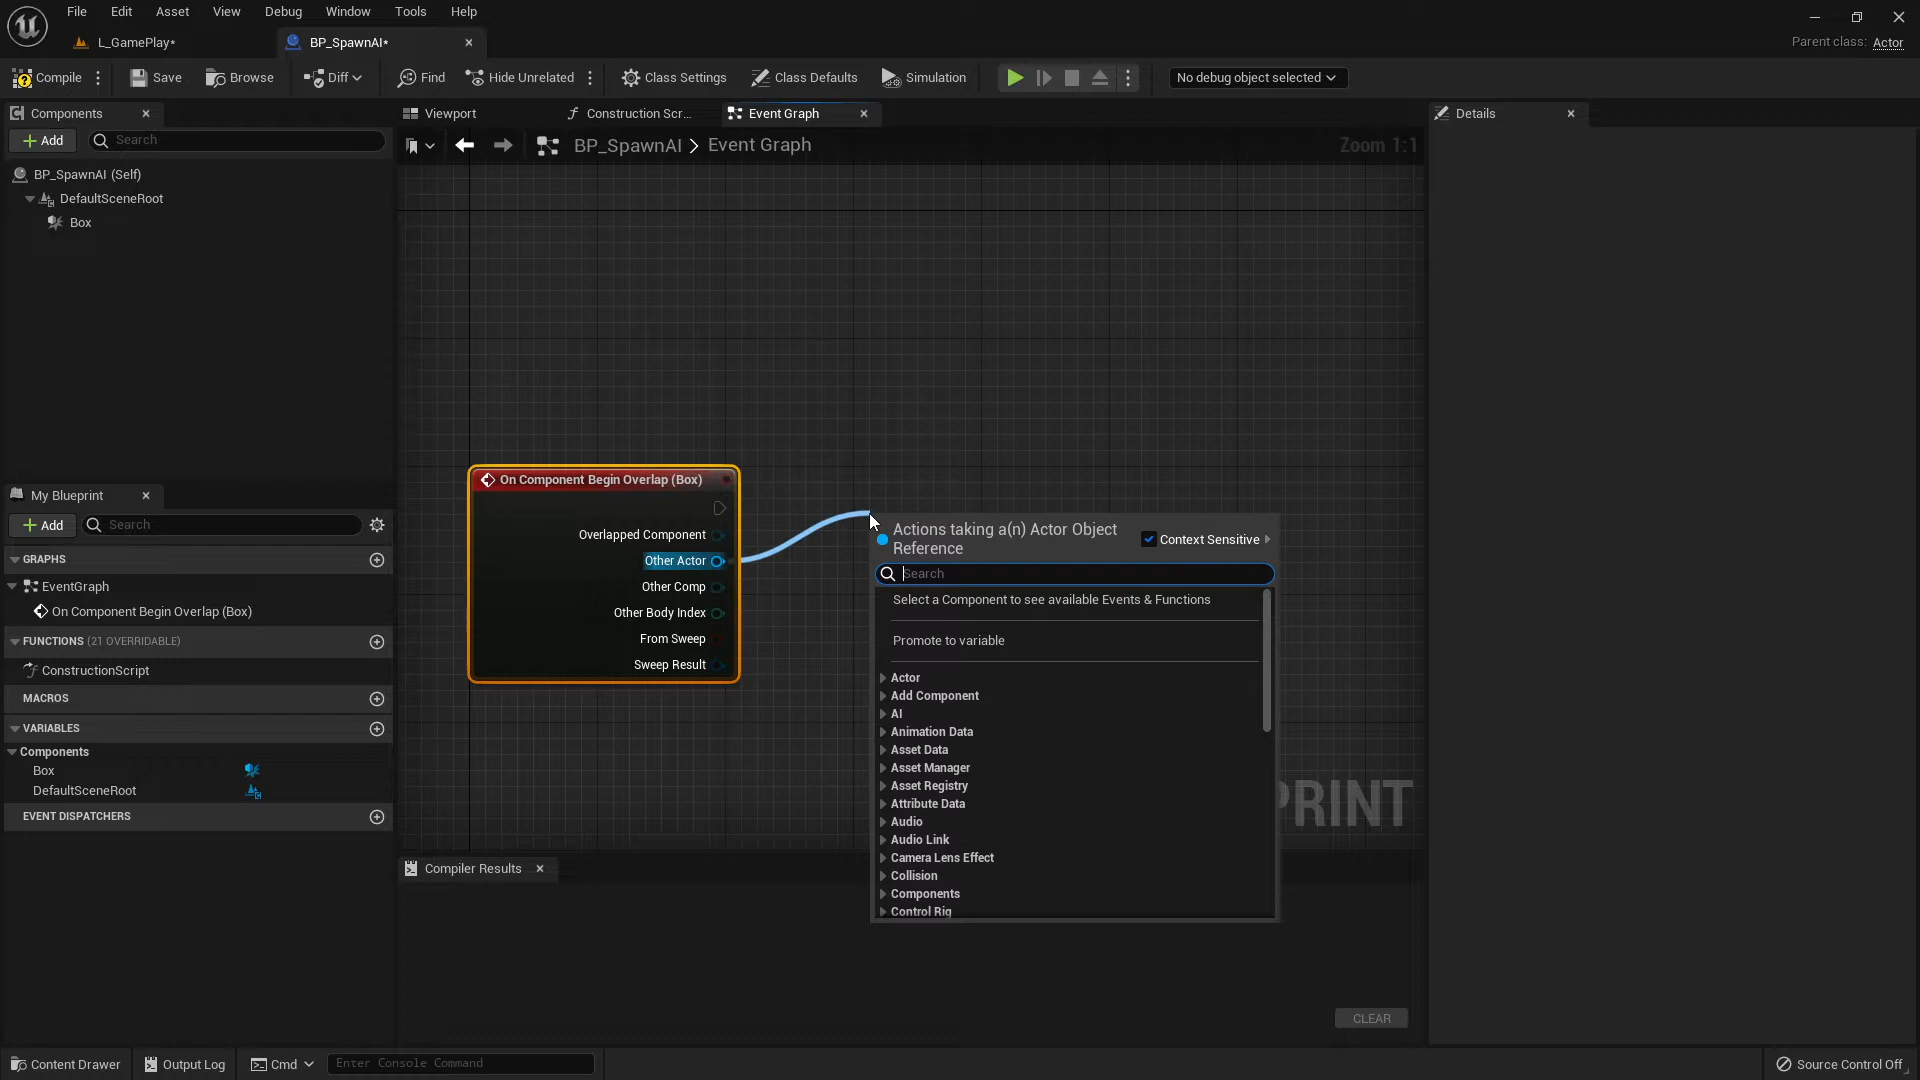 File Edit Asset View Debug Window Tools Help
L_GamePlay*
BP_SpawnAI*
Parent class: Actor
Compile
Save
Browse
Diff
Find
Hide Unrelated
Class Settings
Class Defaults
Simulation
No debug object selected
Components
Add
Search
BP_SpawnAI (Self)
DefaultSceneRoot
Box
My Blueprint
Add
Search
GRAPHS
EventGraph
On Component Begin Overlap (Box)
FUNCTIONS (21 OVERRIDABLE)
ConstructionScript
MACROS
VARIABLES
Components
Box
DefaultSceneRoot
EVENT DISPATCHERS
Viewport
Construction Scr...
Event Graph
BP_SpawnAI > Event Graph
Zoom 1:1
On Component Begin Overlap (Box)
Overlapped Component
Other Actor
Other Comp
Other Body Index
From Sweep
Sweep Result
Actions taking a(n) Actor Object
Reference
Context Sensitive
Search
Select a Component to see available Events & Functions
Promote to variable
Actor
Add Component
AI
Animation Data
Asset Data
Asset Manager
Asset Registry
Attribute Data
Audio
Audio Link
Camera Lens Effect
Collision
Components
Control Rig
PRINT
Compiler Results
CLEAR
Details
Content Drawer
Output Log
Cmd
Enter Console Command
Source Control Off